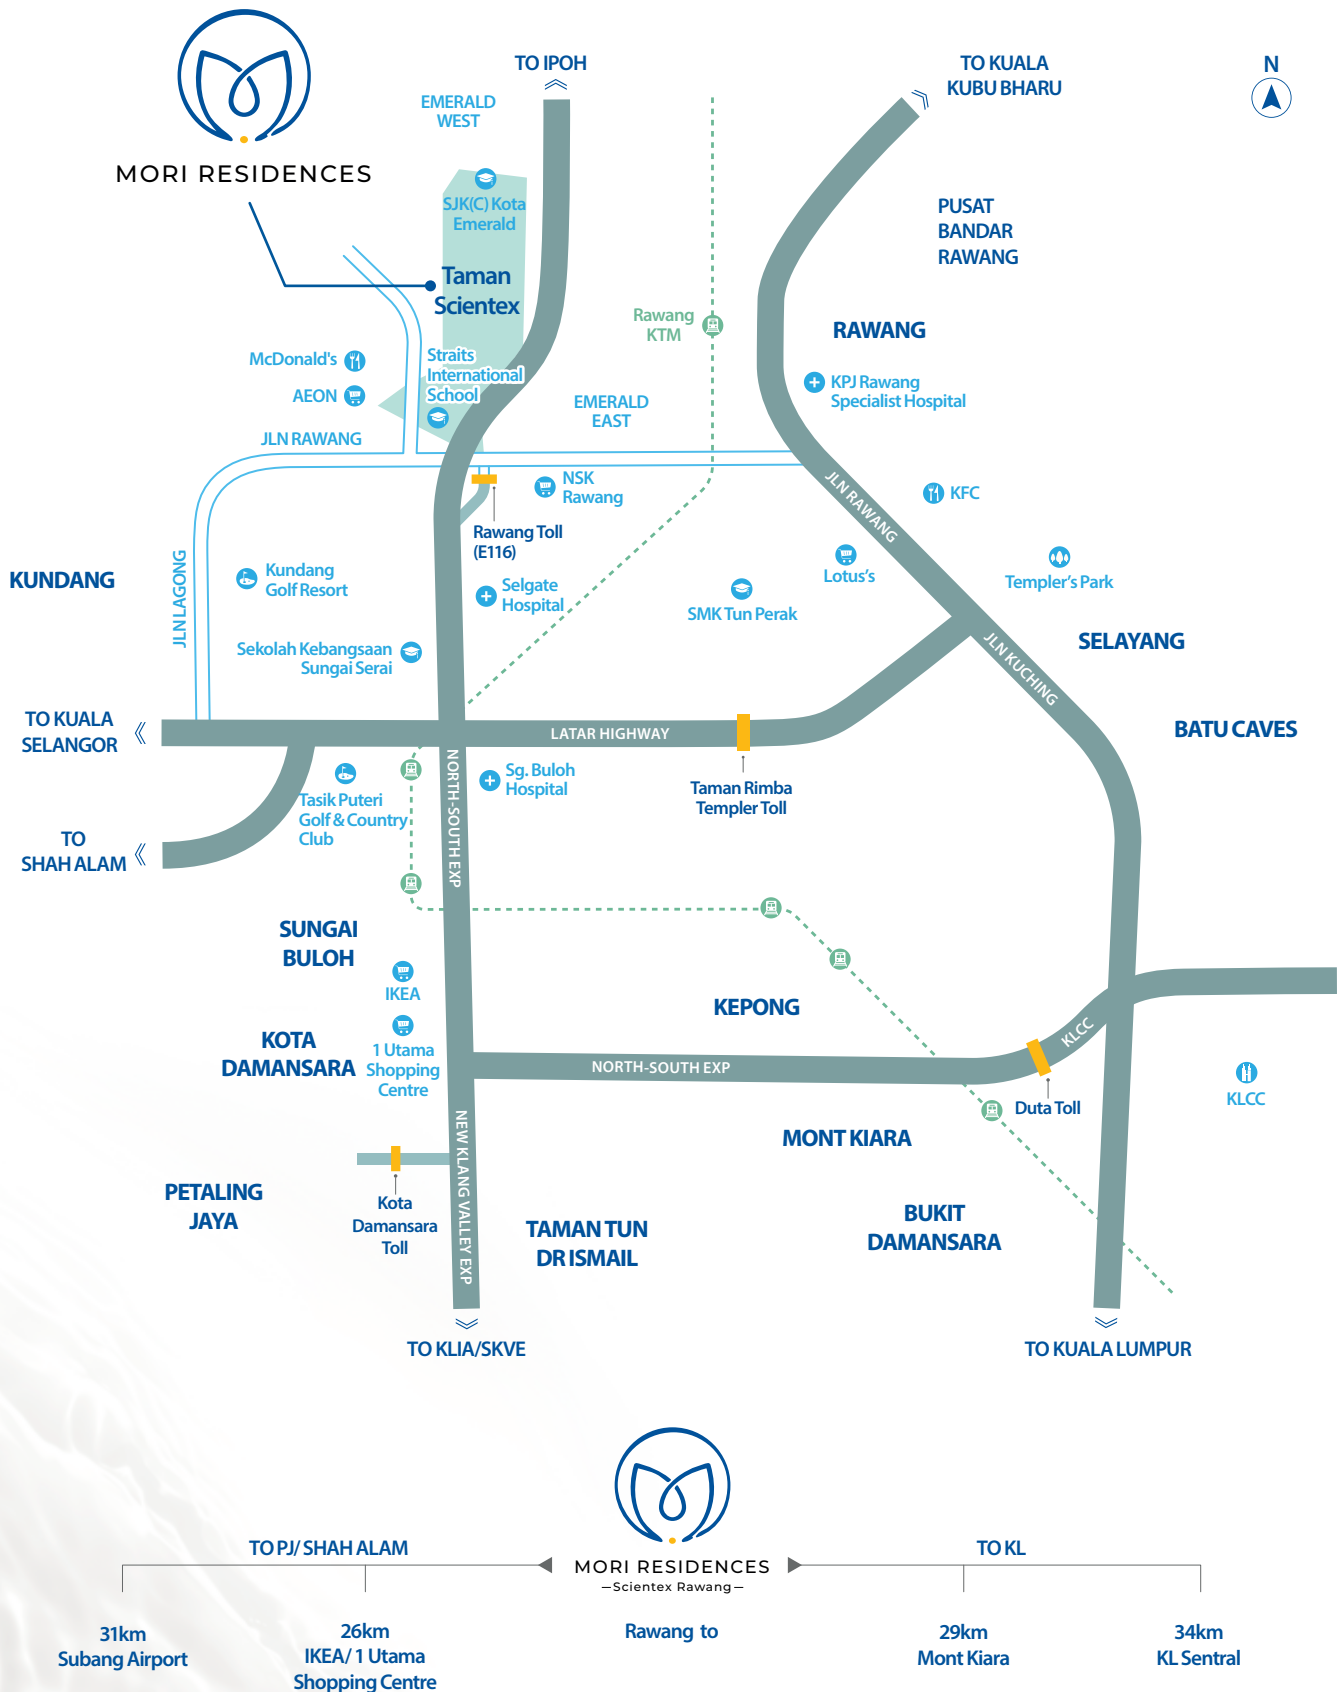 MORI RESIDENCES
TO IPOH
TO KUALA
KUBU BHARU
N
EMERALD
WEST
SJK(C) Kota
Emerald
PUSAT
BANDAR
RAWANG
Taman
Scientex
Rawang
KTM
RAWANG
McDonald's
Straits
International
School
AEON
KPJ Rawang
Specialist Hospital
EMERALD
EAST
JLN RAWANG
NSK
Rawang
JLN RAWANG
KFC
Rawang Toll
(E116)
KUNDANG
JLN LAGONG
Kundang
Golf Resort
Selgate
Hospital
Lotus's
Templer's Park
SMK Tun Perak
Sekolah Kebangsaan
Sungai Serai
SELAYANG
JLN KUCHING
TO KUALA
SELANGOR
LATAR HIGHWAY
BATU CAVES
NORTH-SOUTH EXP
Sg. Buloh
Hospital
Taman Rimba
Templer Toll
Tasik Puteri
Golf & Country
Club
TO
SHAH ALAM
SUNGAI
BULOH
IKEA
KEPONG
KOTA
DAMANSARA
1 Utama
Shopping
Centre
NORTH-SOUTH EXP
KLCC
Duta Toll
KLCC
MONT KIARA
NEW KLANG VALLEY EXP
PETALING
JAYA
Kota
Damansara
Toll
TAMAN TUN
DR ISMAIL
BUKIT
DAMANSARA
TO KLIA/SKVE
TO KUALA LUMPUR
TO PJ/ SHAH ALAM
MORI RESIDENCES
—Scientex Rawang—
TO KL
31km
Subang Airport
26km
IKEA/ 1 Utama
Shopping Centre
Rawang to
29km
Mont Kiara
34km
KL Sentral